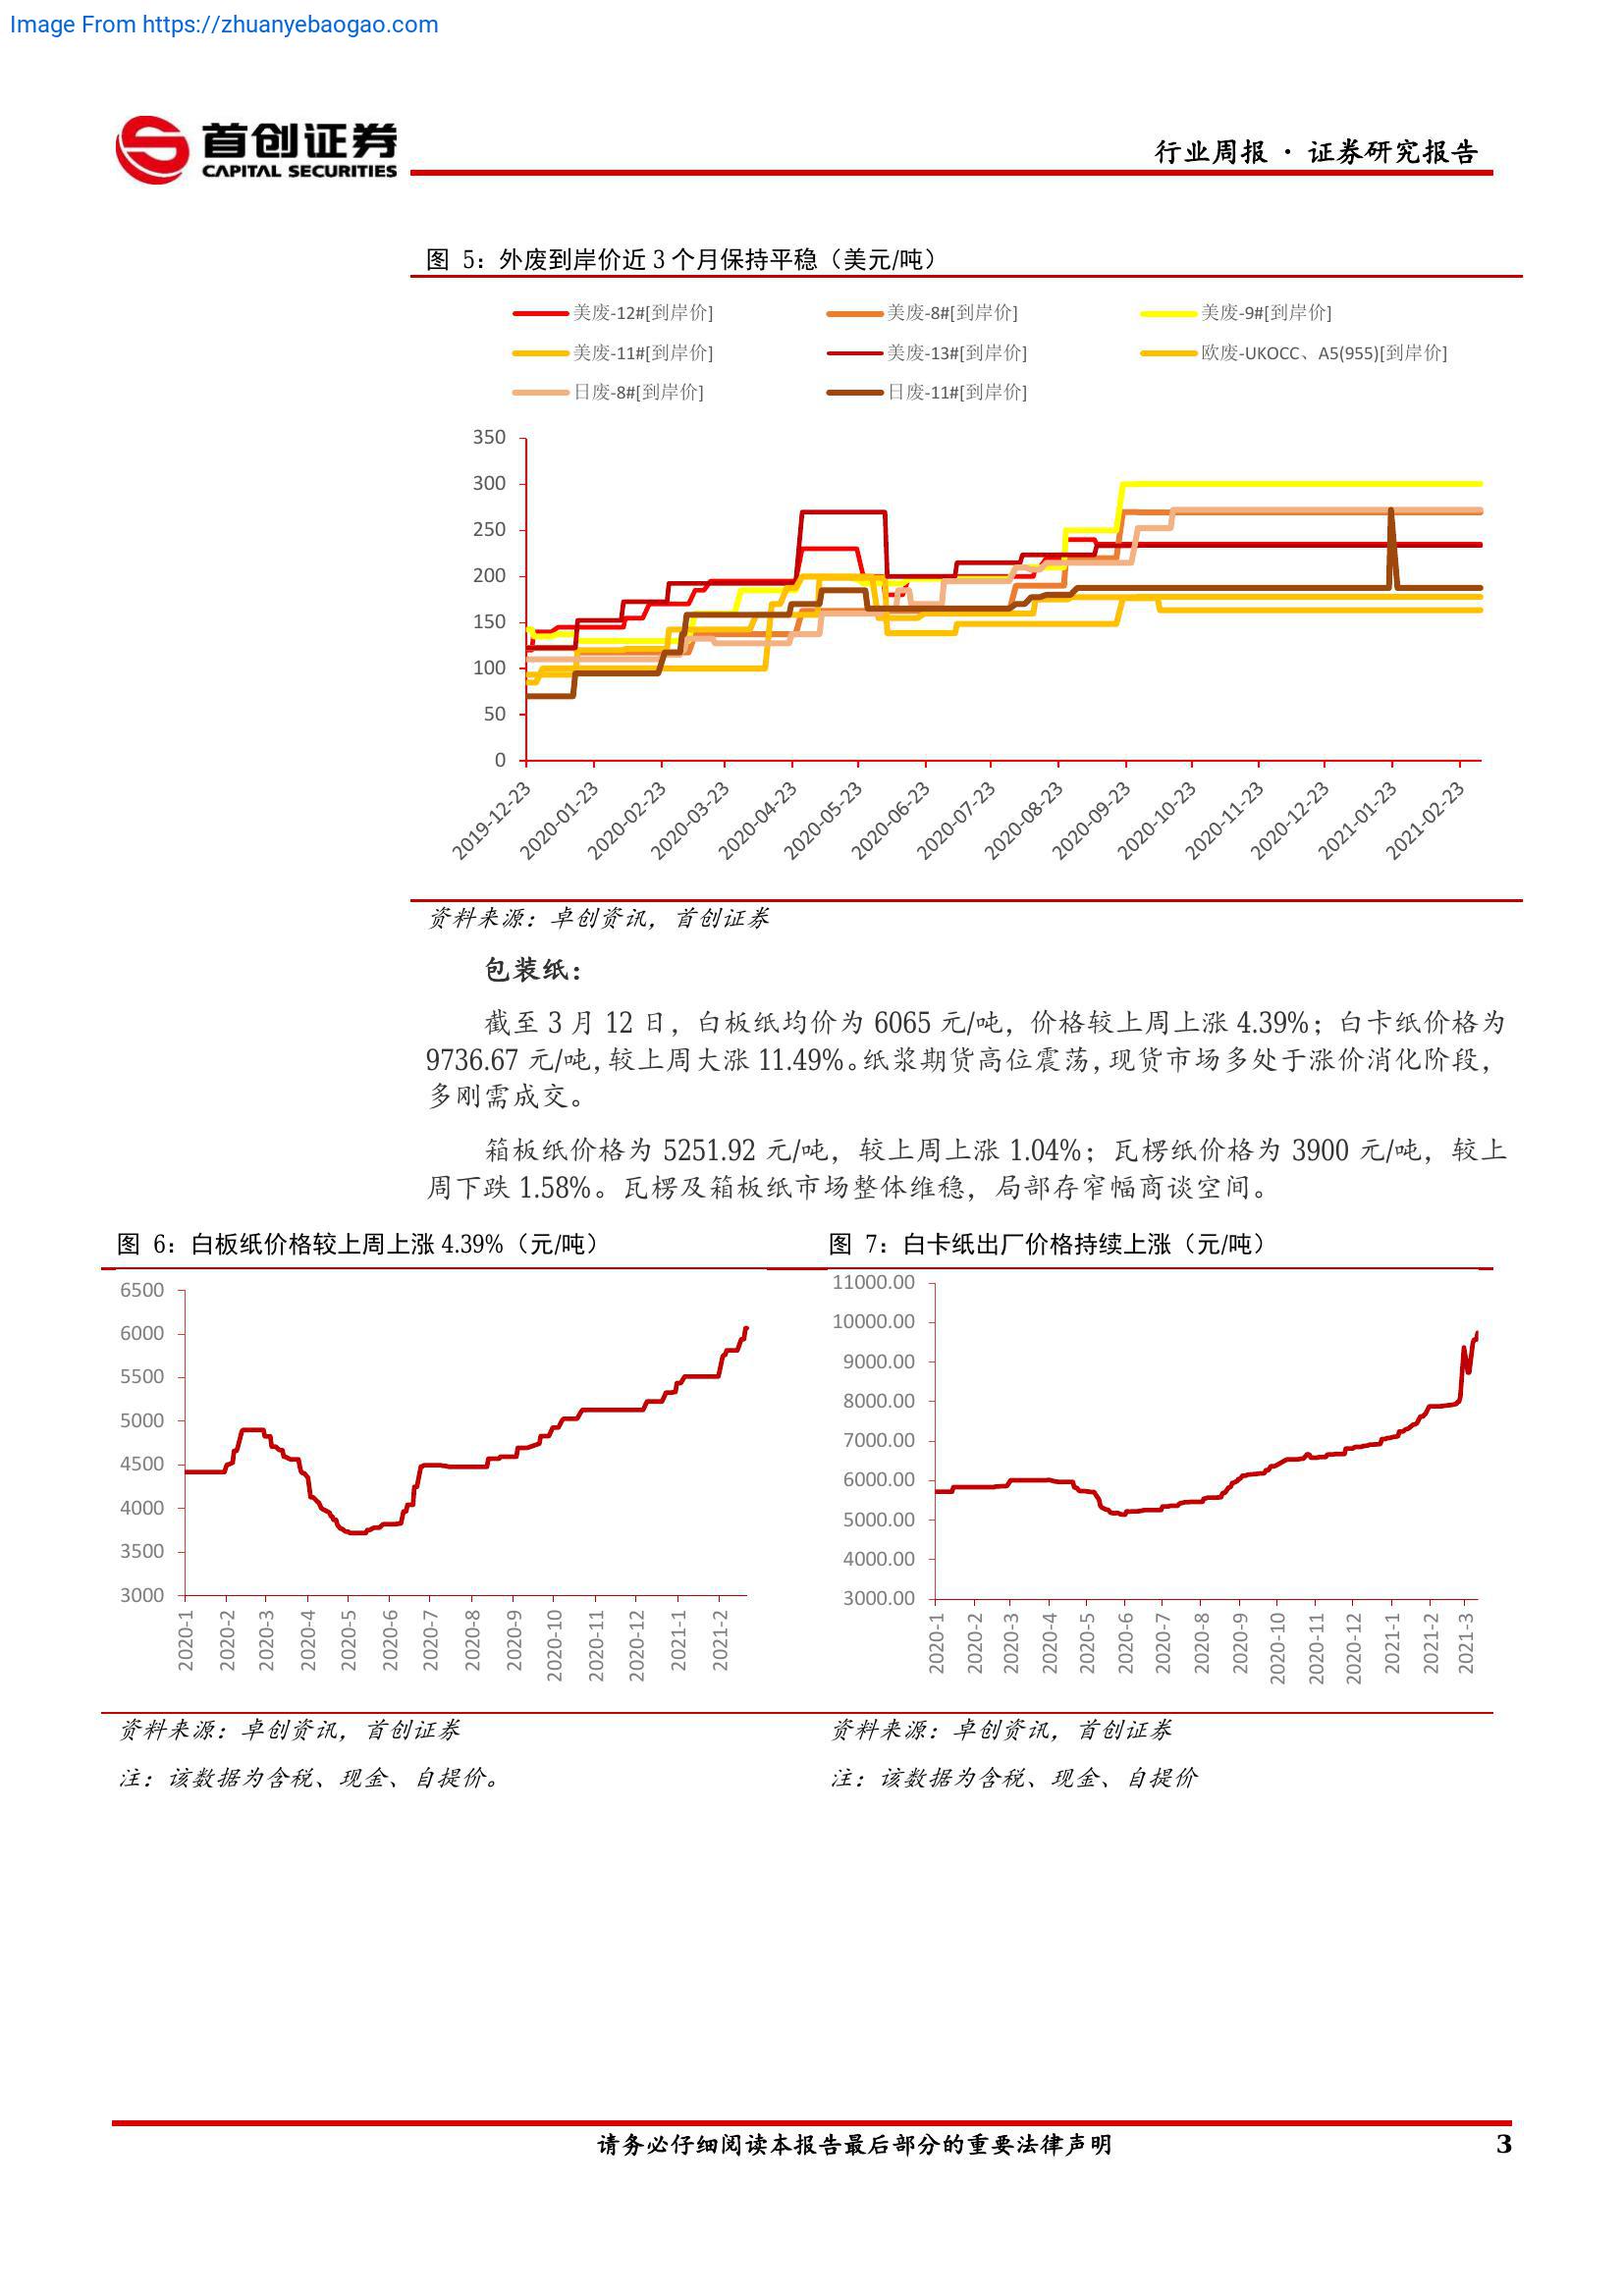 Image From https://zhuanyebaogao.com
首创证券
CAPITAL SECURITIES
行业周报 · 证券研究报告
图 5：外废到岸价近 3 个月保持平稳（美元/吨）
美废-12#[到岸价] 美废-8#[到岸价] 美废-9#[到岸价]
美废-11#[到岸价] 美废-13#[到岸价] 欧废-UKOCC、A5(955)[到岸价]
日废-8#[到岸价] 日废-11#[到岸价]
350
300
250
200
150
100
50
0
2019-12-23 2020-01-23 2020-02-23 2020-03-23 2020-04-23 2020-05-23 2020-06-23 2020-07-23 2020-08-23 2020-09-23 2020-10-23 2020-11-23 2020-12-23 2021-01-23 2021-02-23
资料来源：卓创资讯，首创证券
包装纸：
截至 3 月 12 日，白板纸均价为 6065 元/吨，价格较上周上涨 4.39%；白卡纸价格为
9736.67 元/吨，较上周大涨 11.49%。纸浆期货高位震荡，现货市场多处于涨价消化阶段，
多刚需成交。
箱板纸价格为 5251.92 元/吨，较上周上涨 1.04%；瓦楞纸价格为 3900 元/吨，较上
周下跌 1.58%。瓦楞及箱板纸市场整体维稳，局部存窄幅商谈空间。
图 6：白板纸价格较上周上涨 4.39%（元/吨）
6500
6000
5500
5000
4500
4000
3500
3000
2020-1 2020-2 2020-3 2020-4 2020-5 2020-6 2020-7 2020-8 2020-9 2020-10 2020-11 2020-12 2021-1 2021-2
资料来源：卓创资讯，首创证券
注：该数据为含税、现金、自提价。
图 7：白卡纸出厂价格持续上涨（元/吨）
11000.00
10000.00
9000.00
8000.00
7000.00
6000.00
5000.00
4000.00
3000.00
2020-1 2020-2 2020-3 2020-4 2020-5 2020-6 2020-7 2020-8 2020-9 2020-10 2020-11 2020-12 2021-1 2021-2 2021-3
资料来源：卓创资讯，首创证券
注：该数据为含税、现金、自提价
请务必仔细阅读本报告最后部分的重要法律声明 3